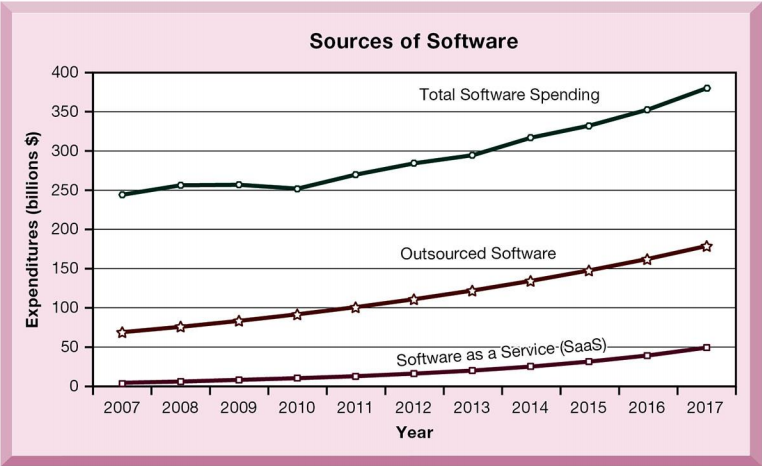 Sources of Software
400
350
300
250
200
150
100
50
0
Expenditures (billions $)
Total Software Spending
Outsourced Software
Software as a Service (SaaS)
2007 2008 2009 2010 2011 2012 2013 2014 2015 2016 2017
Year